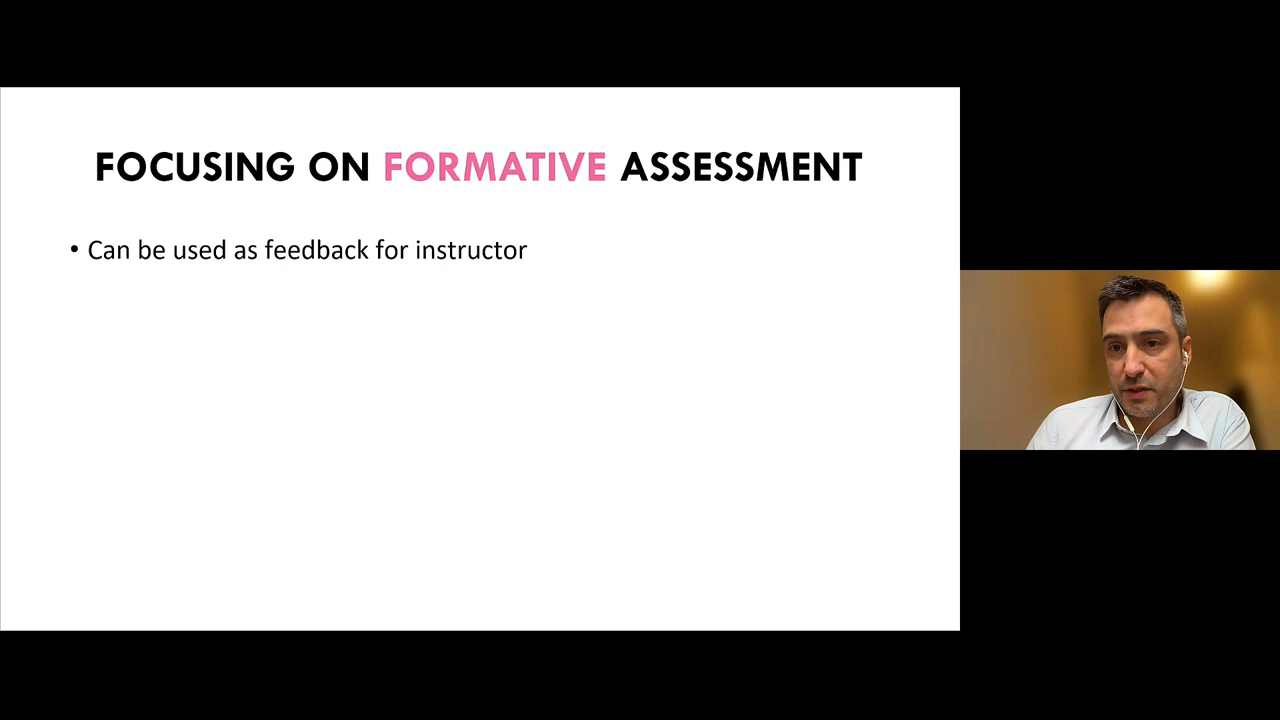 FOCUSING ON FORMATIVE ASSESSMENT
• Can be used as feedback for instructor